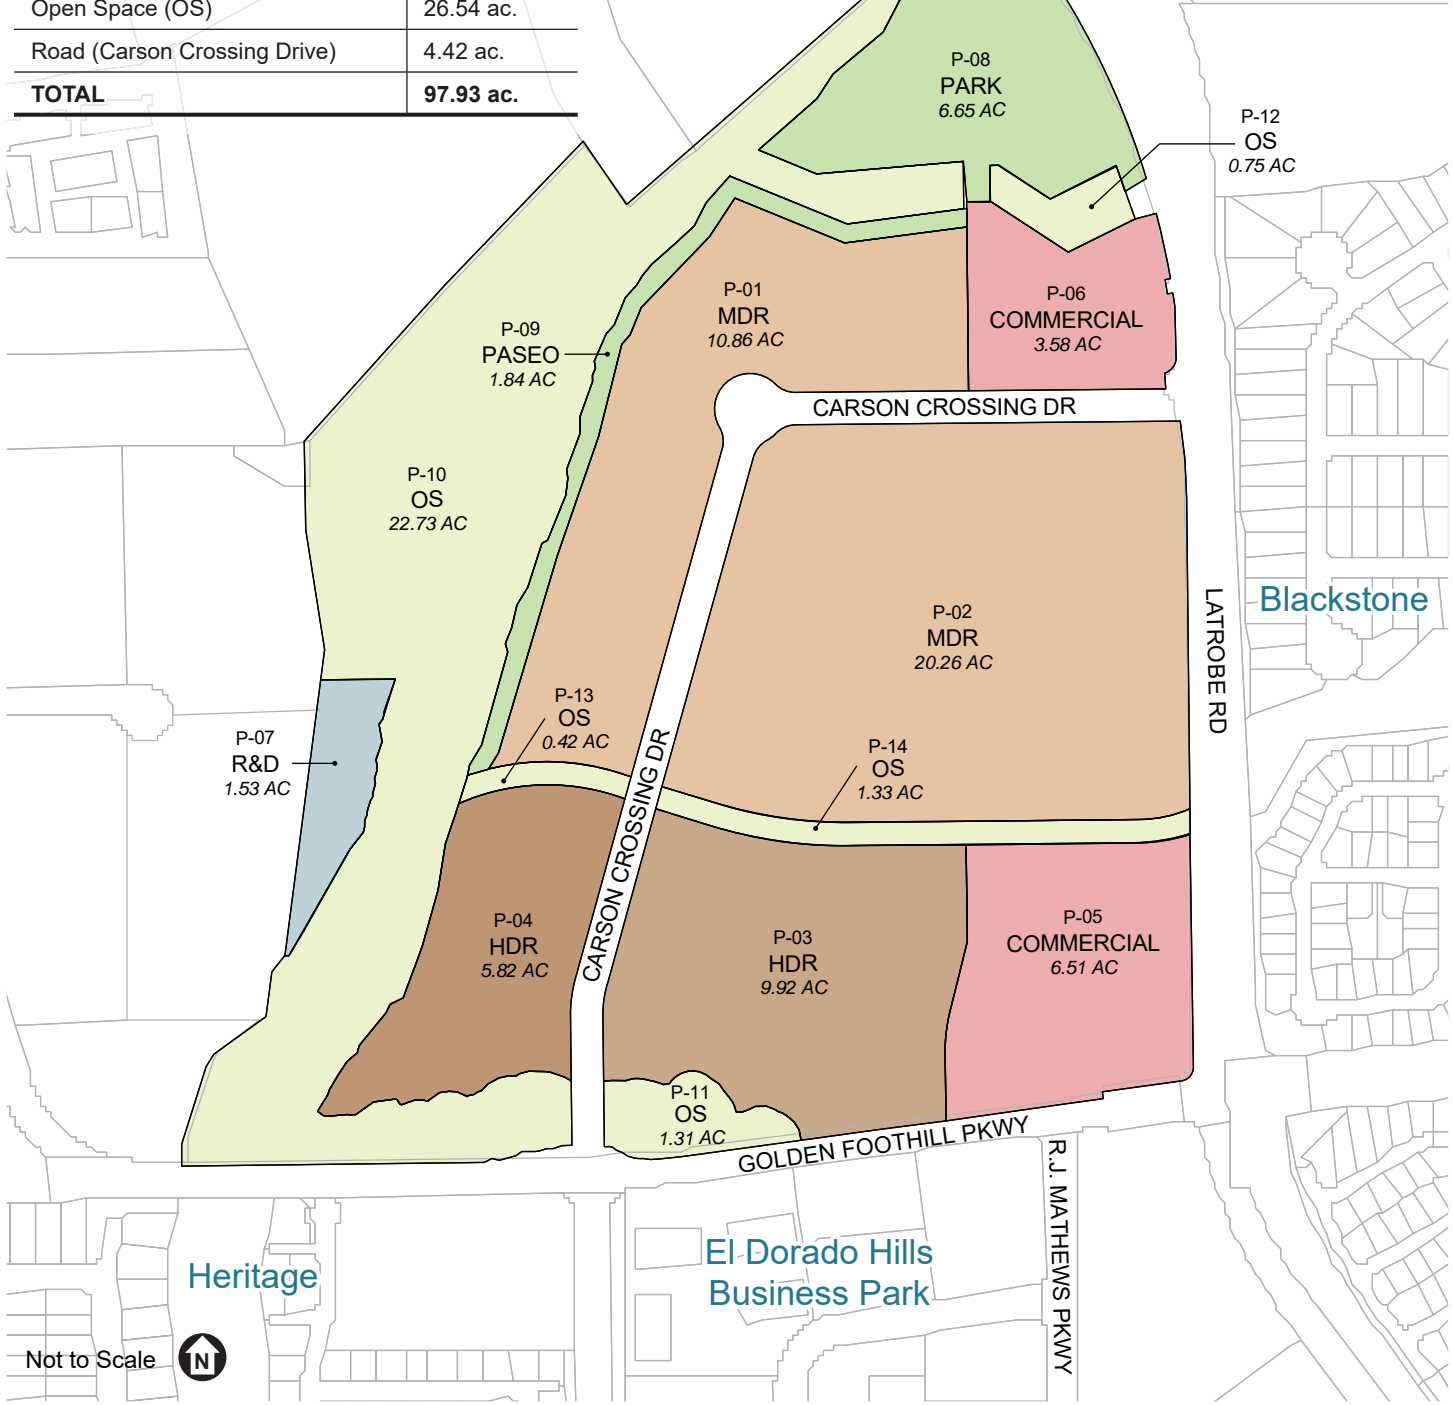 Open Space (OS) 26.54 ac.
Road (Carson Crossing Drive) 4.42 ac.
TOTAL 97.93 ac.
P-08
PARK
6.65 AC
P-12
OS
0.75 AC
P-01
MDR
10.86 AC
P-06
COMMERCIAL
3.58 AC
P-09
PASEO
1.84 AC
CARSON CROSSING DR
P-10
OS
22.73 AC
Blackstone
LATROBE RD
P-02
MDR
20.26 AC
P-13
OS
0.42 AC
P-07
R&D
1.53 AC
P-14
OS
1.33 AC
CARSON CROSSING DR
P-04
HDR
5.82 AC
P-03
HDR
9.92 AC
P-05
COMMERCIAL
6.51 AC
P-11
OS
1.31 AC
GOLDEN FOOTHILL PKWY
R.J. MATHEWS PKWY
Heritage
El Dorado Hills
Business Park
Not to Scale
N